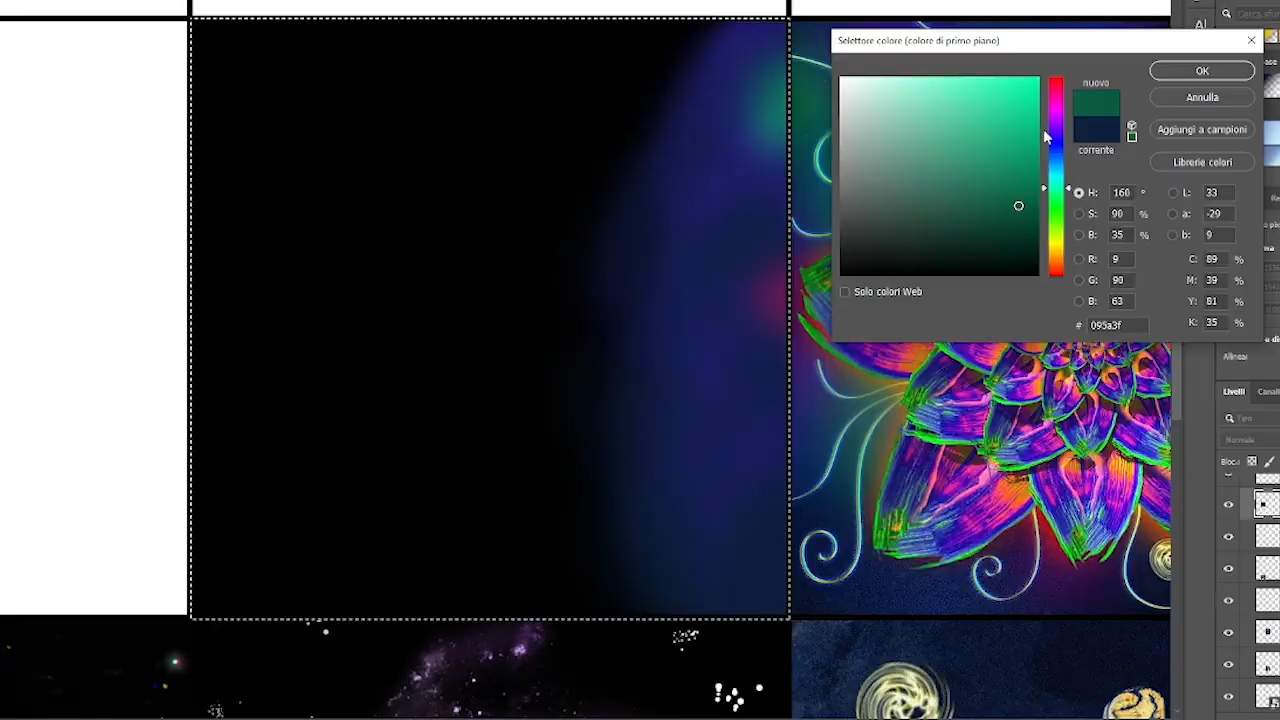 Selettore colore (colore di primo piano)
Cerca
nuovo
corrente
OK
Annulla
Aggiungi a campioni
Librerie colori
H: 160 °
S: 90 %
B: 35 %
R: 9
G: 90
B: 63
# 095a3f
L: 33
a: -29
b: 9
C: 89 %
M: 39 %
Y: 81 %
K: 35 %
Solo colori Web
Allinea
Livelli
Canali
Tipo
Normale
Bloc.: